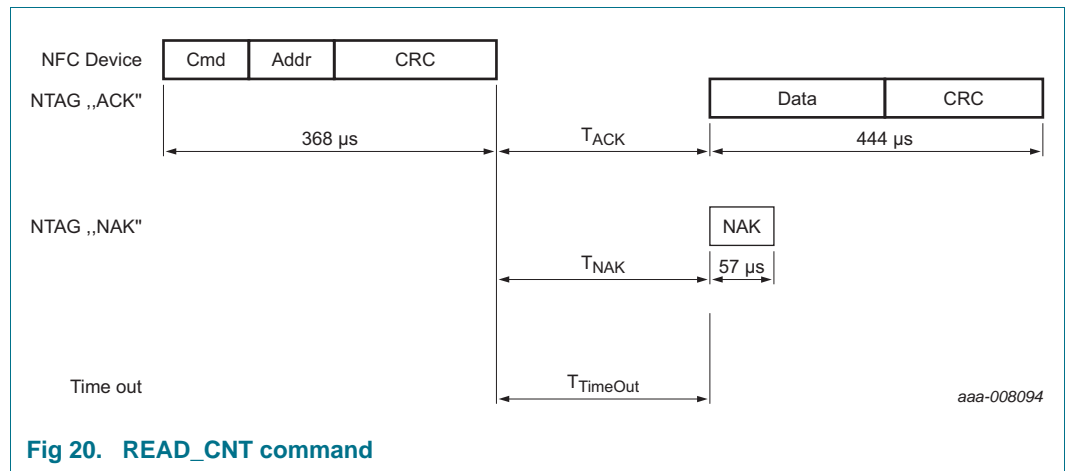 NFC Device Cmd Addr CRC
NTAG ,,ACK" Data CRC
368 µs TACK 444 µs
NTAG ,,NAK" NAK
TNAK 57 µs
Time out TTimeOut aaa-008094
Fig 20. READ_CNT command